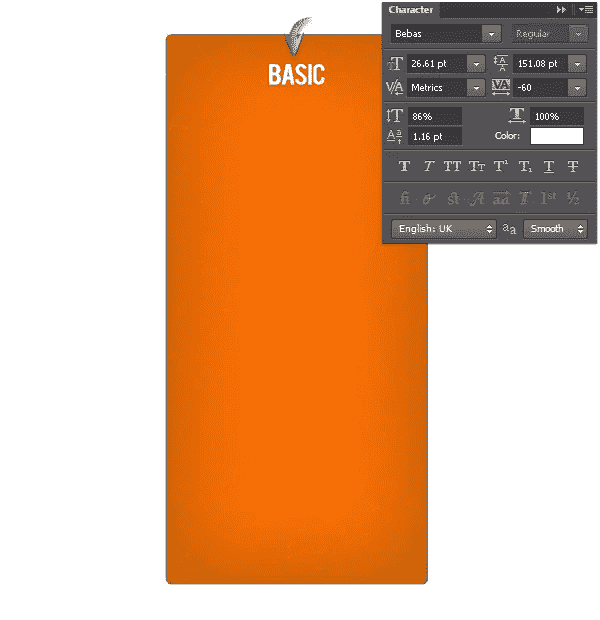 Character
Bebas Regular
26.61 pt 151.08 pt
Metrics -60
86% 100%
1.16 pt Color:
English: UK Smooth
BASIC